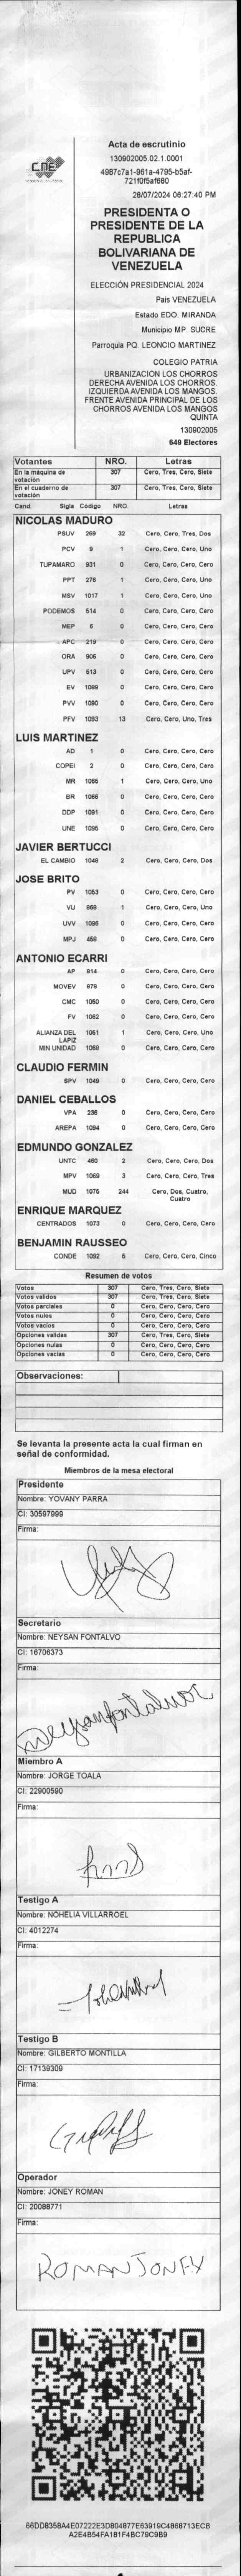 CNE
Acta de escrutinio
130902005.02.1.0001
4987c7a1-961a-4795-b5af-
721f0f5af680
28/07/2024 08:27:40 PM
PRESIDENTA O
PRESIDENTE DE LA
REPUBLICA
BOLIVARIANA DE
VENEZUELA
ELECCIÓN PRESIDENCIAL 2024
Pais VENEZUELA
Estado EDO. MIRANDA
Municipio MP. SUCRE
Parroquia PQ. LEONCIO MARTINEZ
COLEGIO PATRIA
URBANIZACION LOS CHORROS
DERECHA AVENIDA LOS CHORROS.
IZQUIERDA AVENIDA LOS MANGOS.
FRENTE AVENIDA PRINCIPAL DE LOS
CHORROS AVENIDA LOS MANGOS
QUINTA
130902005
649 Electores
Votantes NRO. Letras
En la máquina de votación 307 Cero, Tres, Cero, Siete
En el cuaderno de votación 307 Cero, Tres, Cero, Siete
Cand. Sigla Codigo NRO. Letras
NICOLAS MADURO
PSUV 269 32 Cero, Cero, Tres, Dos
PCV 9 1 Cero, Cero, Cero, Uno
TUPAMARO 931 0 Cero, Cero, Cero, Cero
PPT 278 1 Cero, Cero, Cero, Uno
MSV 1017 1 Cero, Cero, Cero, Uno
PODEMOS 514 0 Cero, Cero, Cero, Cero
MEP 6 0 Cero, Cero, Cero, Cero
APC 219 0 Cero, Cero, Cero, Cero
ORA 906 0 Cero, Cero, Cero, Cero
UPV 513 0 Cero, Cero, Cero, Cero
EV 1089 0 Cero, Cero, Cero, Cero
PVV 1090 0 Cero, Cero, Cero, Cero
PFV 1093 13 Cero, Cero, Uno, Tres
LUIS MARTINEZ
AD 1 0 Cero, Cero, Cero, Cero
COPEI 2 0 Cero, Cero, Cero, Cero
MR 1065 1 Cero, Cero, Cero, Uno
BR 1066 0 Cero, Cero, Cero, Cero
DDP 1091 0 Cero, Cero, Cero, Cero
UNE 1095 0 Cero, Cero, Cero, Cero
JAVIER BERTUCCI
EL CAMBIO 1048 2 Cero, Cero, Cero, Dos
JOSE BRITO
PV 1053 0 Cero, Cero, Cero, Cero
VU 868 1 Cero, Cero, Cero, Uno
UVV 1096 0 Cero, Cero, Cero, Cero
MPJ 458 0 Cero, Cero, Cero, Cero
ANTONIO ECARRI
AP 814 0 Cero, Cero, Cero, Cero
MOVEV 879 0 Cero, Cero, Cero, Cero
CMC 1050 0 Cero, Cero, Cero, Cero
FV 1062 0 Cero, Cero, Cero, Cero
ALIANZA DEL LAPIZ 1061 1 Cero, Cero, Cero, Uno
MIN UNIDAD 1068 0 Cero, Cero, Cero, Cero
CLAUDIO FERMIN
SPV 1049 0 Cero, Cero, Cero, Cero
DANIEL CEBALLOS
VPA 236 0 Cero, Cero, Cero, Cero
AREPA 1094 0 Cero, Cero, Cero, Cero
EDMUNDO GONZALEZ
UNTC 460 2 Cero, Cero, Cero, Dos
MPV 1069 3 Cero, Cero, Cero, Tres
MUD 1075 244 Cero, Dos, Cuatro, Cuatro
ENRIQUE MARQUEZ
CENTRADOS 1073 0 Cero, Cero, Cero, Cero
BENJAMIN RAUSSEO
CONDE 1092 5 Cero, Cero, Cero, Cinco
Resumen de votos
Votos 307 Cero, Tres, Cero, Siete
Votos validos 307 Cero, Tres, Cero, Siete
Votos parciales 0 Cero, Cero, Cero, Cero
Votos nulos 0 Cero, Cero, Cero, Cero
Votos vacios 0 Cero, Cero, Cero, Cero
Opciones validas 307 Cero, Tres, Cero, Siete
Opciones nulas 0 Cero, Cero, Cero, Cero
Opciones vacias 0 Cero, Cero, Cero, Cero
Observaciones:
Se levanta la presente acta la cual firman en
señal de conformidad.
Miembros de la mesa electoral
Presidente
Nombre: YOVANY PARRA
CI: 30597999
Firma:
Secretario
Nombre: NEYSAN FONTALVO
CI: 16706373
Firma:
Neysan fontalvo
Miembro A
Nombre: JORGE TOALA
CI: 22900590
Firma:
Testigo A
Nombre: NOHELIA VILLARROEL
CI: 4012274
Firma:
Testigo B
Nombre: GILBERTO MONTILLA
CI: 17139309
Firma:
Operador
Nombre: JONEY ROMAN
CI: 20088771
Firma:
ROMAN JONEY
66DD8358A4E07222E3D804877E63919C4868713ECB
A2E4B54FA181F4BC79C9B9